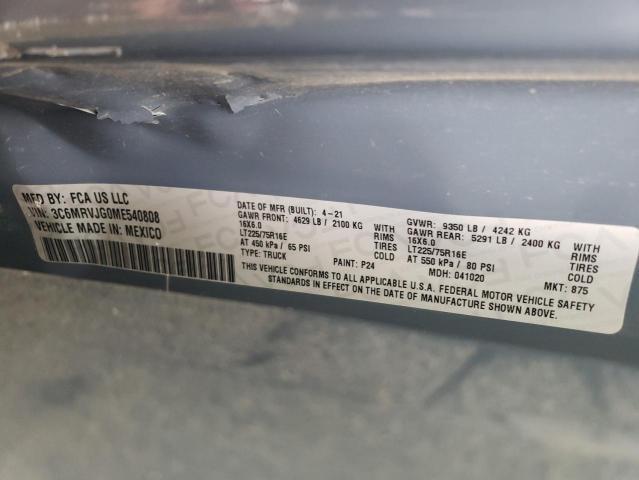 MFD BY: FCA US LLC
VIN: 3C6MRVJG0ME540808
VEHICLE MADE IN: MEXICO
DATE OF MFR (BUILT): 4-21
GAWR FRONT: 4629 LB / 2100 KG WITH
16X6.0 RIMS
LT225/75R16E TIRES
AT 450 kPa / 65 PSI COLD
TYPE: TRUCK PAINT: P24
GVWR: 9350 LB / 4242 KG
GAWR REAR: 5291 LB / 2400 KG WITH
16X6.0 RIMS
LT225/75R16E TIRES
AT 550 kPa / 80 PSI COLD
MDH: 041020 MKT: 875
THIS VEHICLE CONFORMS TO ALL APPLICABLE U.S.A. FEDERAL MOTOR VEHICLE SAFETY
STANDARDS IN EFFECT ON THE DATE OF MANUFACTURE SHOWN ABOVE.